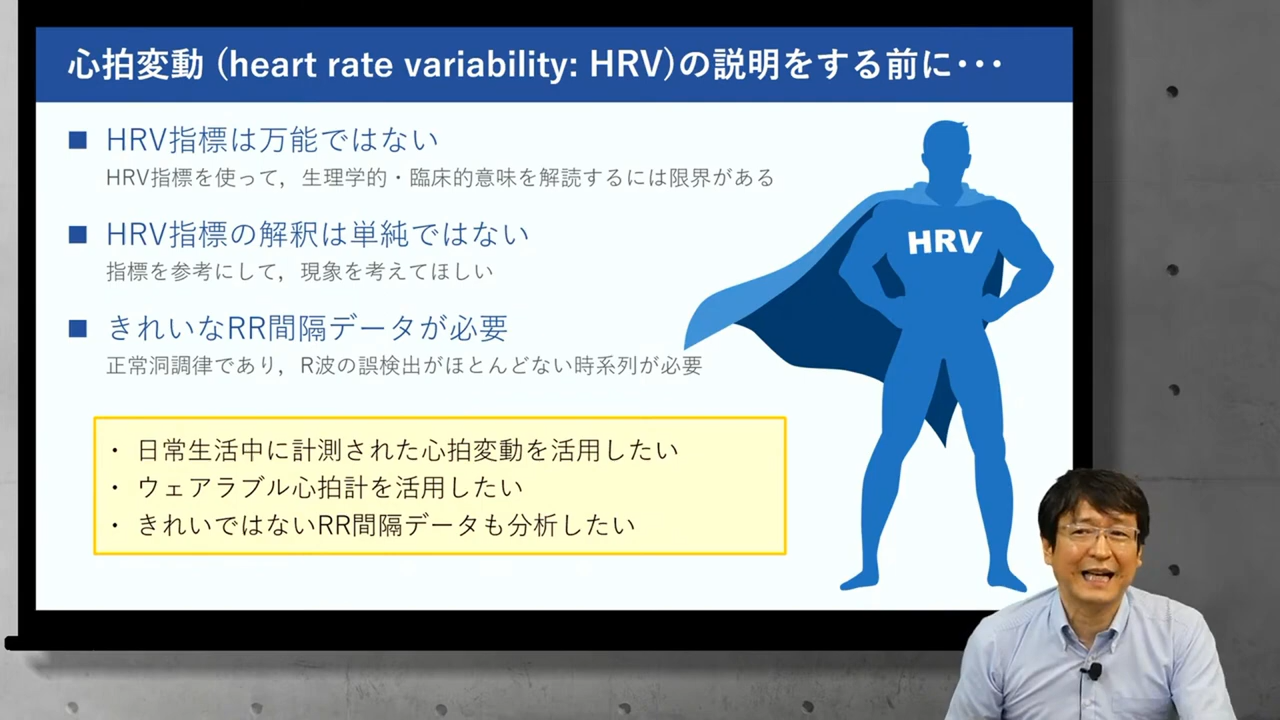 心拍変動 (heart rate variability: HRV)の説明をする前に･･･
■ HRV指標は万能ではない
HRV指標を使って，生理学的・臨床的意味を解読するには限界がある
■ HRV指標の解釈は単純ではない
指標を参考にして，現象を考えてほしい
■ きれいなRR間隔データが必要
正常洞調律であり，R波の誤検出がほとんどない時系列が必要
・ 日常生活中に計測された心拍変動を活用したい
・ ウェアラブル心拍計を活用したい
・ きれいではないRR間隔データも分析したい
HRV